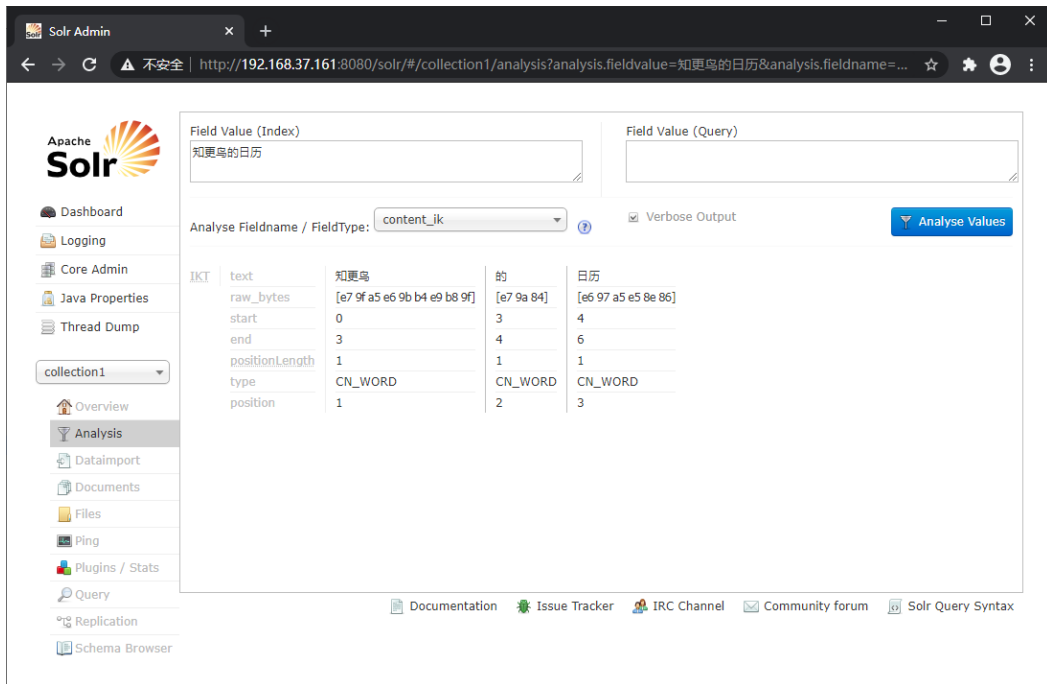 Solr Admin
不安全 | http://192.168.37.161:8080/solr/#/collection1/analysis?analysis.fieldvalue=知更鸟的日历&analysis.fieldname=...
Apache
Solr
Dashboard
Logging
Core Admin
Java Properties
Thread Dump
collection1
Overview
Analysis
Dataimport
Documents
Files
Ping
Plugins / Stats
Query
Replication
Schema Browser
Field Value (Index)
知更鸟的日历
Field Value (Query)
Analyse Fieldname / FieldType: content_ik
Verbose Output
Analyse Values
IKT text 知更鸟 的 日历
raw_bytes [e7 9f a5 e6 9b b4 e9 b8 9f] [e7 9a 84] [e6 97 a5 e5 8e 86]
start 0 3 4
end 3 4 6
positionLength 1 1 1
type CN_WORD CN_WORD CN_WORD
position 1 2 3
Documentation Issue Tracker IRC Channel Community forum Solr Query Syntax